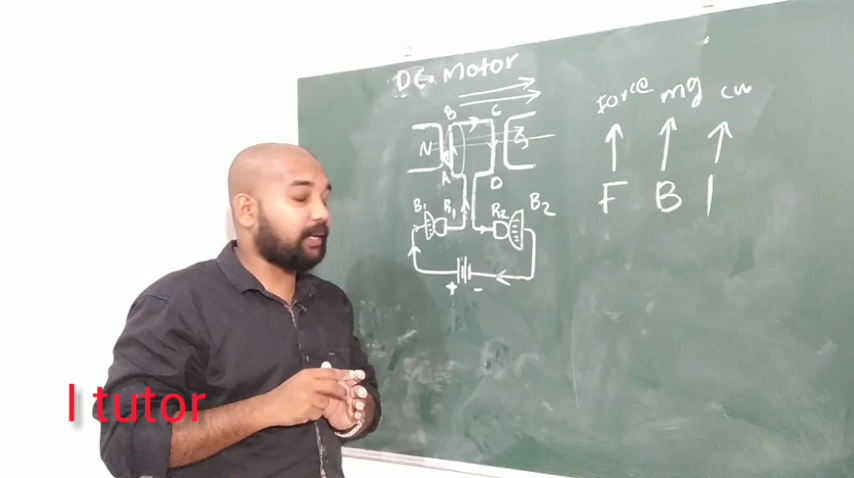 DC. Motor
Force mg cu
B C
N S
A D
F B I
B1 R1 R2 B2
+ -
I tutor